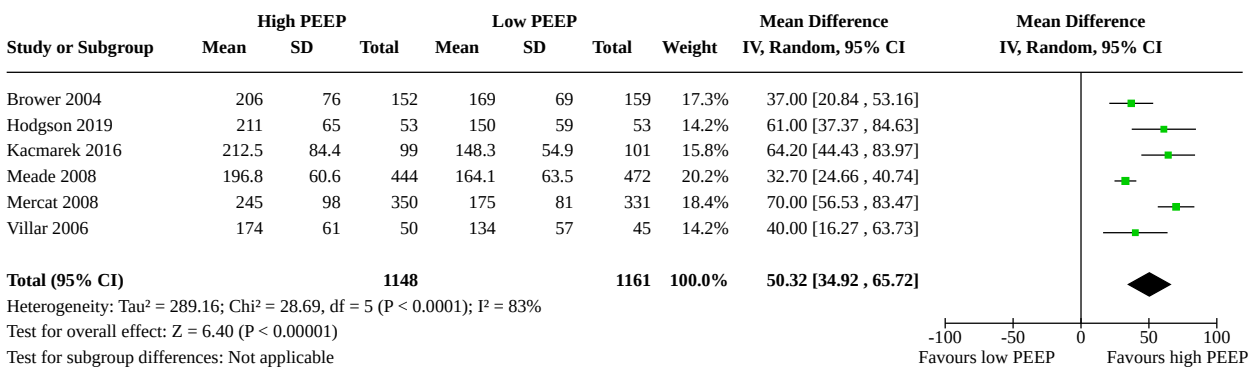 High PEEP Low PEEP Mean Difference Mean Difference
Study or Subgroup Mean SD Total Mean SD Total Weight IV, Random, 95% CI IV, Random, 95% CI
Brower 2004 206 76 152 169 69 159 17.3% 37.00 [20.84 , 53.16]
Hodgson 2019 211 65 53 150 59 53 14.2% 61.00 [37.37 , 84.63]
Kacmarek 2016 212.5 84.4 99 148.3 54.9 101 15.8% 64.20 [44.43 , 83.97]
Meade 2008 196.8 60.6 444 164.1 63.5 472 20.2% 32.70 [24.66 , 40.74]
Mercat 2008 245 98 350 175 81 331 18.4% 70.00 [56.53 , 83.47]
Villar 2006 174 61 50 134 57 45 14.2% 40.00 [16.27 , 63.73]
Total (95% CI) 1148 1161 100.0% 50.32 [34.92 , 65.72]
Heterogeneity: Tau² = 289.16; Chi² = 28.69, df = 5 (P < 0.0001); I² = 83%
Test for overall effect: Z = 6.40 (P < 0.00001)
-100 -50 0 50 100
Test for subgroup differences: Not applicable Favours low PEEP Favours high PEEP